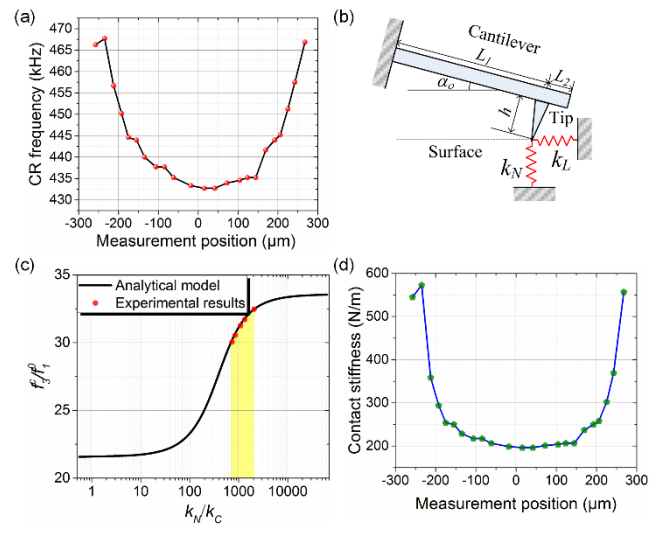 (a)
470
465
460
455
450
445
440
435
430
CR frequency (kHz)
-300 -200 -100 0 100 200 300
Measurement position (µm)
(b)
Cantilever
L1
L2
αo
h
Tip
Surface
kN
kL
(c)
Analytical model
Experimental results
35
30
25
20
1 10 100 1000 10000
kN/kC
(d)
600
500
400
300
200
Contact stiffness (N/m)
-300 -200 -100 0 100 200 300
Measurement position (µm)